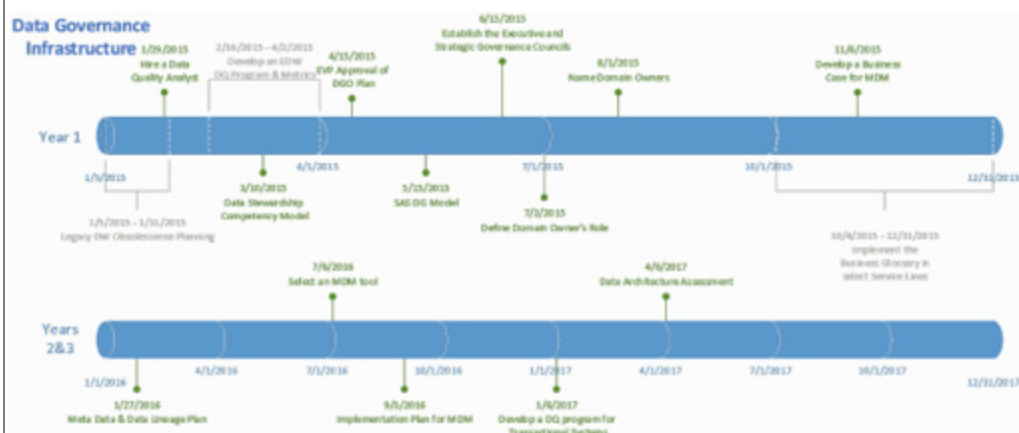 Data Governance
Infrastructure
1/29/2015
Hire a Data
Quality Analyst
2/16/2015 - 4/2/2015
Develop an EDW
DQ Program & Metrics
4/15/2015
EVP Approval of
DGO Plan
6/15/2015
Establish the Executive and
Strategic Governance Councils
8/1/2015
Name Domain Owners
11/6/2015
Develop a Business
Case for MDM
Year 1
1/5/2015
4/1/2015
7/1/2015
10/1/2015
12/31/2015
1/5/2015 - 1/31/2015
Legacy DW Obsolescense Planning
3/10/2015
Data Stewardship
Competency Model
5/15/2015
SAS DG Model
7/2/2015
Define Domain Owner's Role
10/4/2015 - 12/31/2015
Implement the
Business Glossary in
select Service Lines
7/6/2016
Select an MDM tool
4/6/2017
Data Architecture Assessment
Years
2&3
1/1/2016
4/1/2016
7/1/2016
10/1/2016
1/1/2017
4/1/2017
7/1/2017
10/1/2017
12/31/2017
1/27/2016
Meta Data & Data Lineage Plan
9/1/2016
Implementation Plan for MDM
1/6/2017
Develop a DQ program for
Transactional Systems